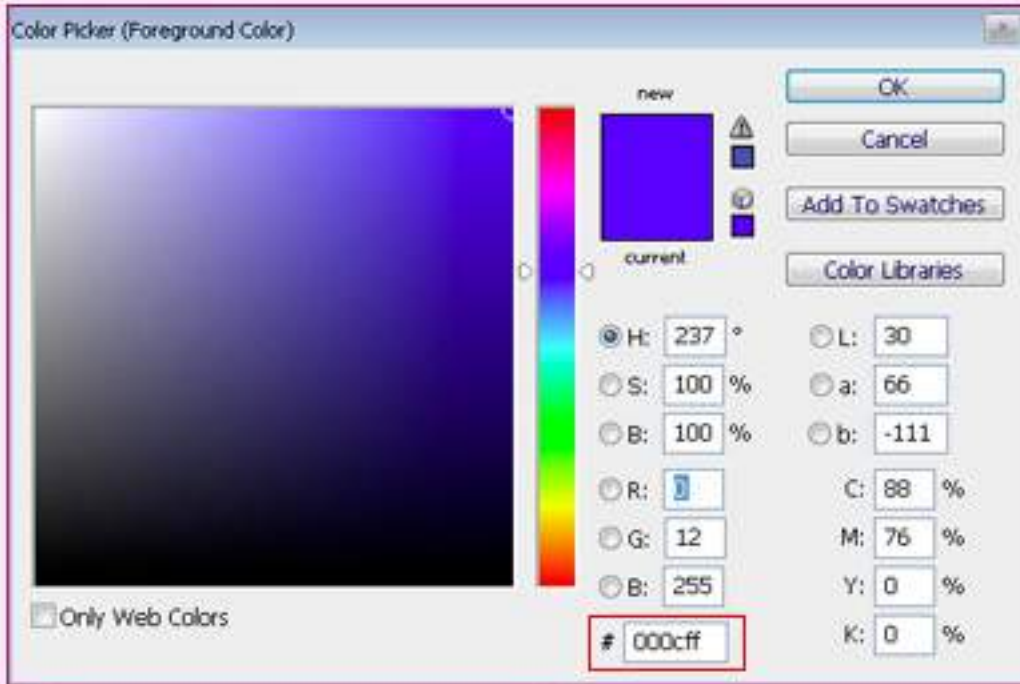 Color Picker (Foreground Color)
new
current
OK
Cancel
Add To Swatches
Color Libraries
H: 237 °
S: 100 %
B: 100 %
R: 0
G: 12
B: 255
# 000cff
L: 30
a: 66
b: -111
C: 88 %
M: 76 %
Y: 0 %
K: 0 %
Only Web Colors